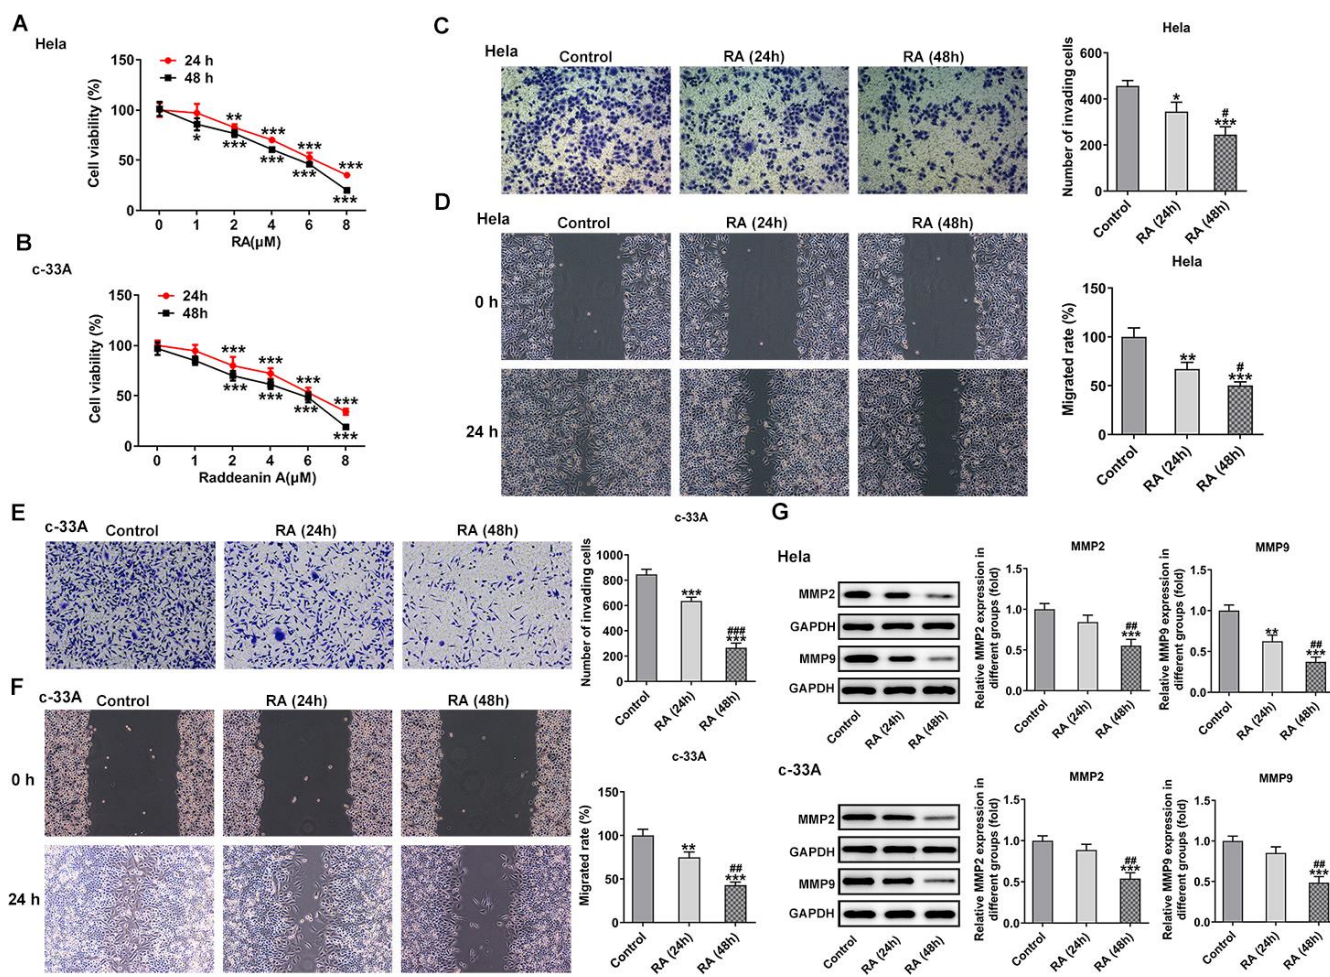 A
Hela
24 h
48 h
Cell viability (%)
150
100
50
0
*
**
***
***
***
***
***
***
***
0 1 2 4 6 8
RA(µM)
B
c-33A
24h
48h
Cell viability (%)
150
100
50
0
***
***
***
***
***
***
***
***
0 1 2 4 6 8
Raddeanin A(µM)
C
Hela
Control RA (24h) RA (48h)
Hela
Number of invading cells
600
400
200
0
*
#
***
Control RA (24h) RA (48h)
D
Hela
Control RA (24h) RA (48h)
0 h
24 h
Hela
Migrated rate (%)
150
100
50
0
**
#
***
Control RA (24h) RA (48h)
E
c-33A
Control RA (24h) RA (48h)
c-33A
Number of invading cells
1000
800
600
400
200
0
***
###
***
Control RA (24h) RA (48h)
F
c-33A
Control RA (24h) RA (48h)
0 h
24 h
c-33A
Migrated rate (%)
150
100
50
0
**
##
***
Control RA (24h) RA (48h)
G
Hela
MMP2
GAPDH
MMP9
GAPDH
Control RA (24h) RA (48h)
MMP2
Relative MMP2 expression in
different groups (fold)
1.5
1.0
0.5
0.0
##
***
Control RA (24h) RA (48h)
MMP9
Relative MMP9 expression in
different groups (fold)
1.5
1.0
0.5
0.0
**
##
***
Control RA (24h) RA (48h)
c-33A
MMP2
GAPDH
MMP9
GAPDH
Control RA (24h) RA (48h)
MMP2
Relative MMP2 expression in
different groups (fold)
1.5
1.0
0.5
0.0
##
***
Control RA (24h) RA (48h)
MMP9
Relative MMP9 expression in
different groups (fold)
1.5
1.0
0.5
0.0
##
***
Control RA (24h) RA (48h)